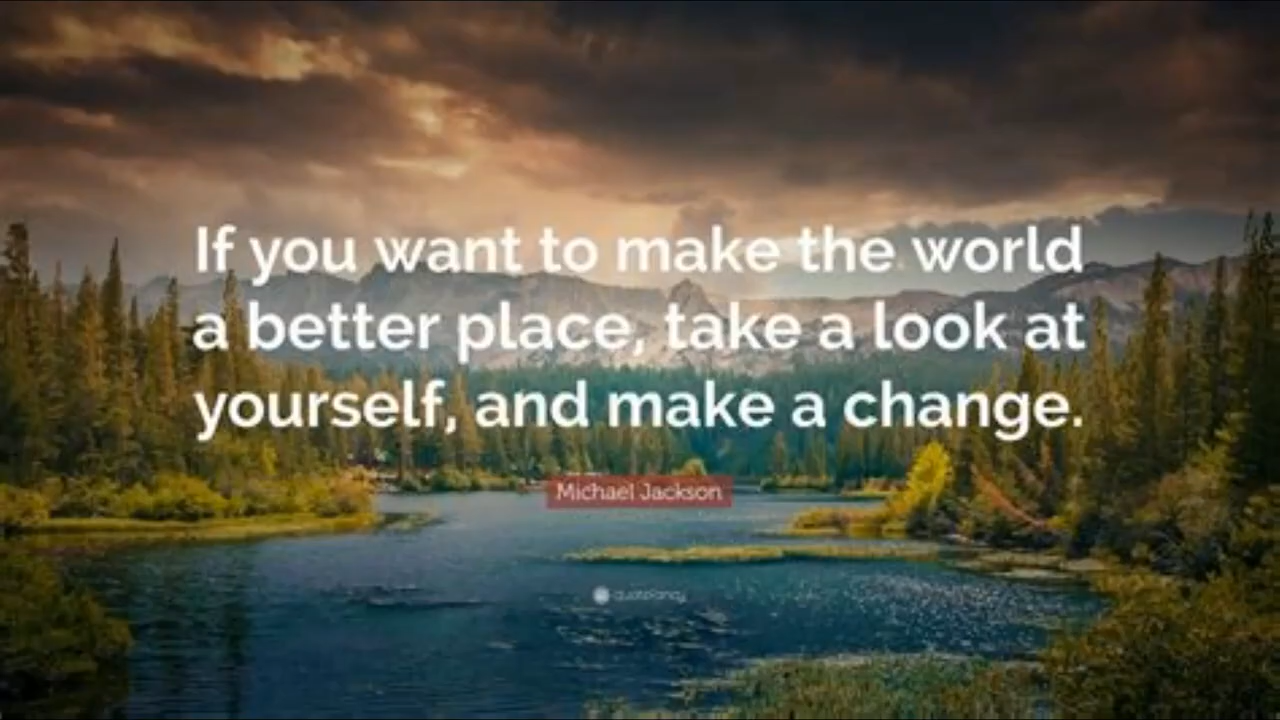 If you want to make the world
a better place, take a look at
yourself, and make a change.
Michael Jackson
quotefancy